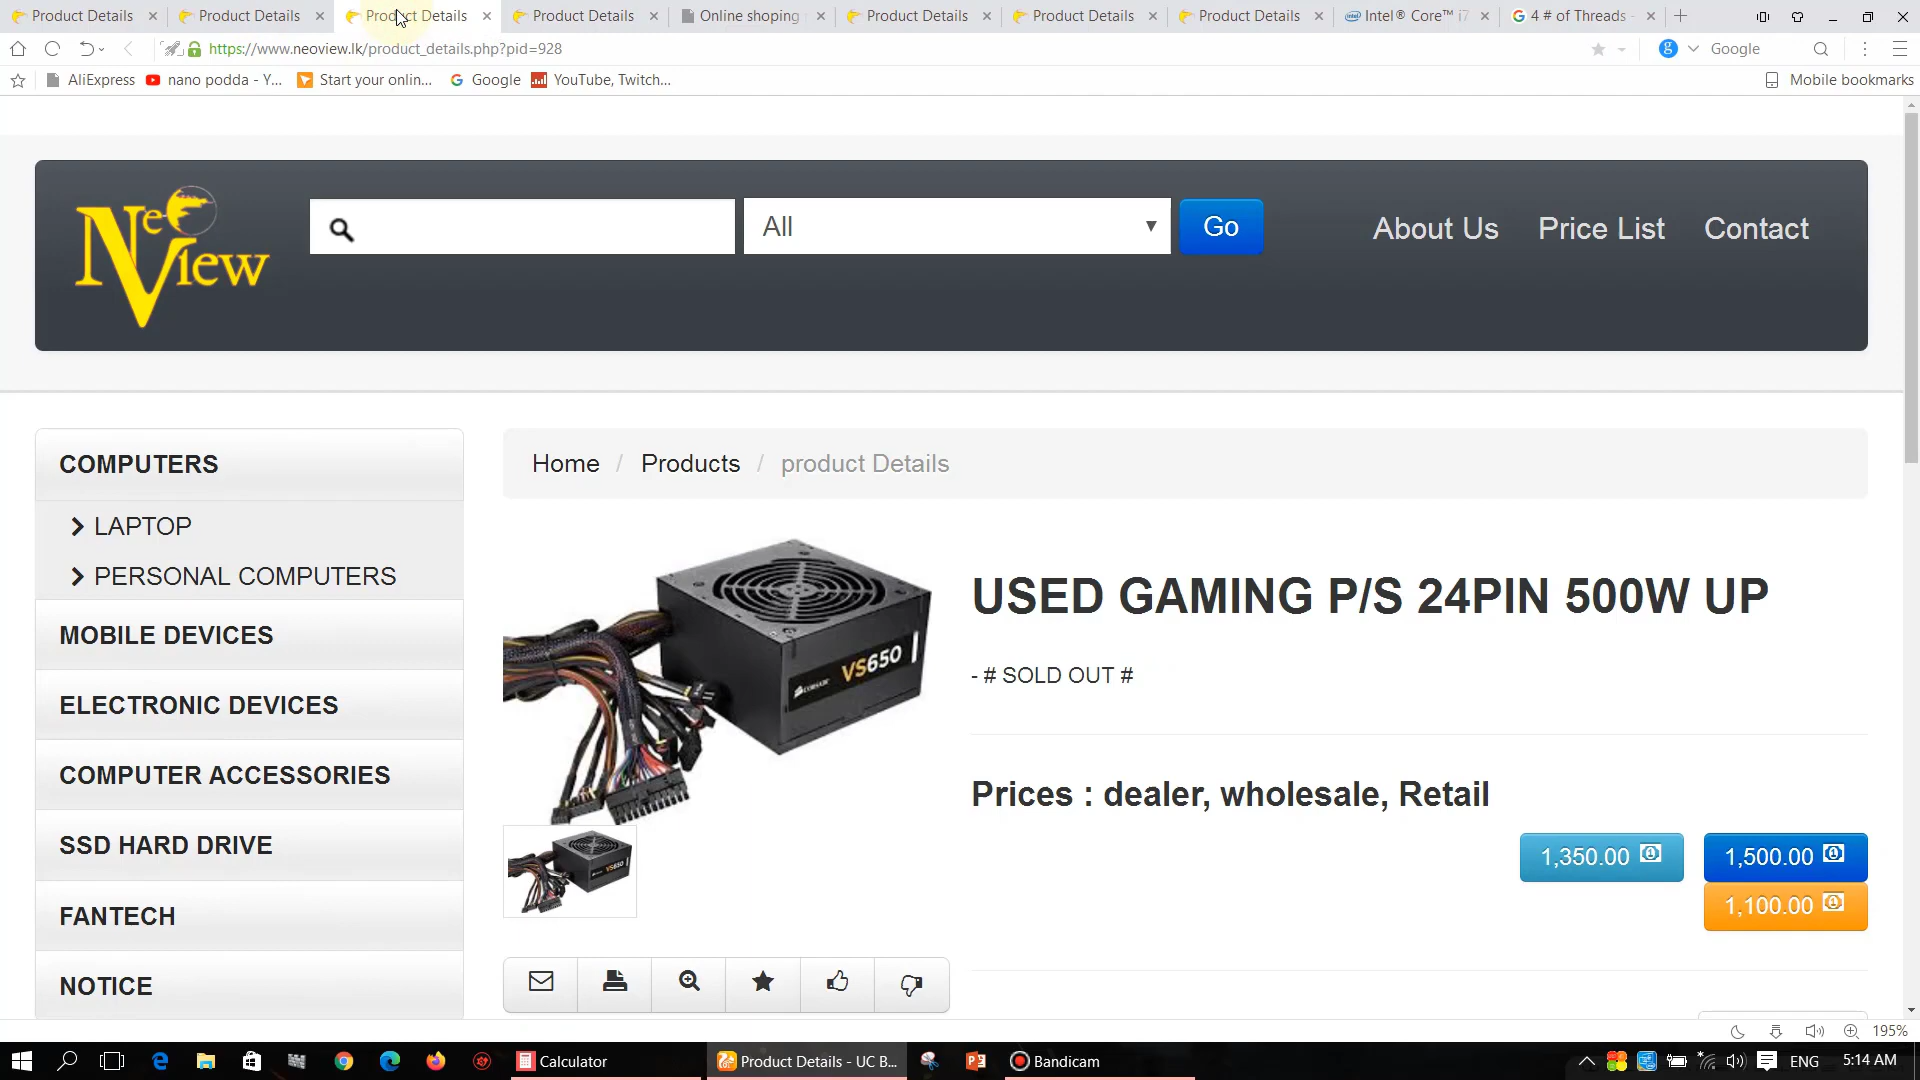 Product Details
Product Details
Product Details
Product Details
Online shoping
Product Details
Product Details
Product Details
Intel® Core™ i7
4 # of Threads -
https://www.neoview.lk/product_details.php?pid=928
Google
AliExpress
nano podda - Y...
Start your onlin...
Google
YouTube, Twitch...
Mobile bookmarks
NeoView
All
Go
About Us
Price List
Contact
COMPUTERS
LAPTOP
PERSONAL COMPUTERS
MOBILE DEVICES
ELECTRONIC DEVICES
COMPUTER ACCESSORIES
SSD HARD DRIVE
FANTECH
NOTICE
Home / Products / product Details
CORSAIR VS650
VS650
USED GAMING P/S 24PIN 500W UP
- # SOLD OUT #
Prices : dealer, wholesale, Retail
1,350.00
1,500.00
1,100.00
195%
Calculator
Product Details - UC B...
Bandicam
ENG
5:14 AM